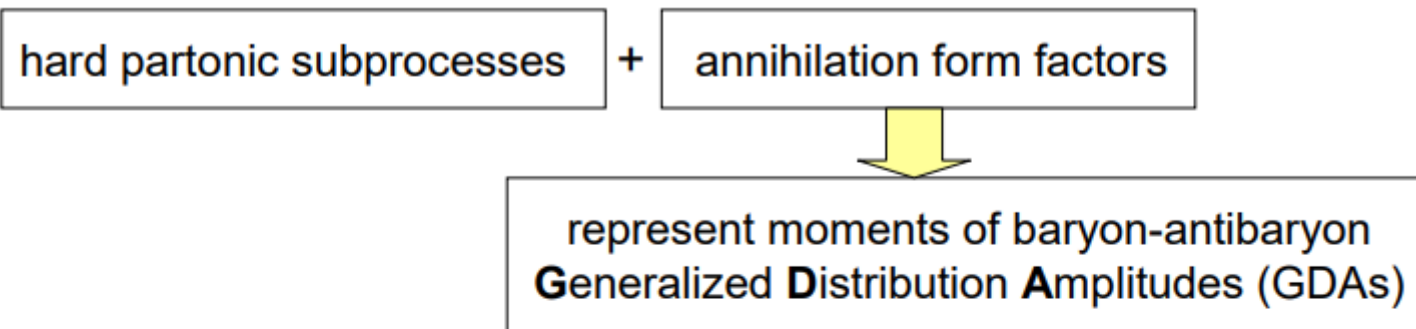 hard partonic subprocesses + annihilation form factors
represent moments of baryon-antibaryon
Generalized Distribution Amplitudes (GDAs)